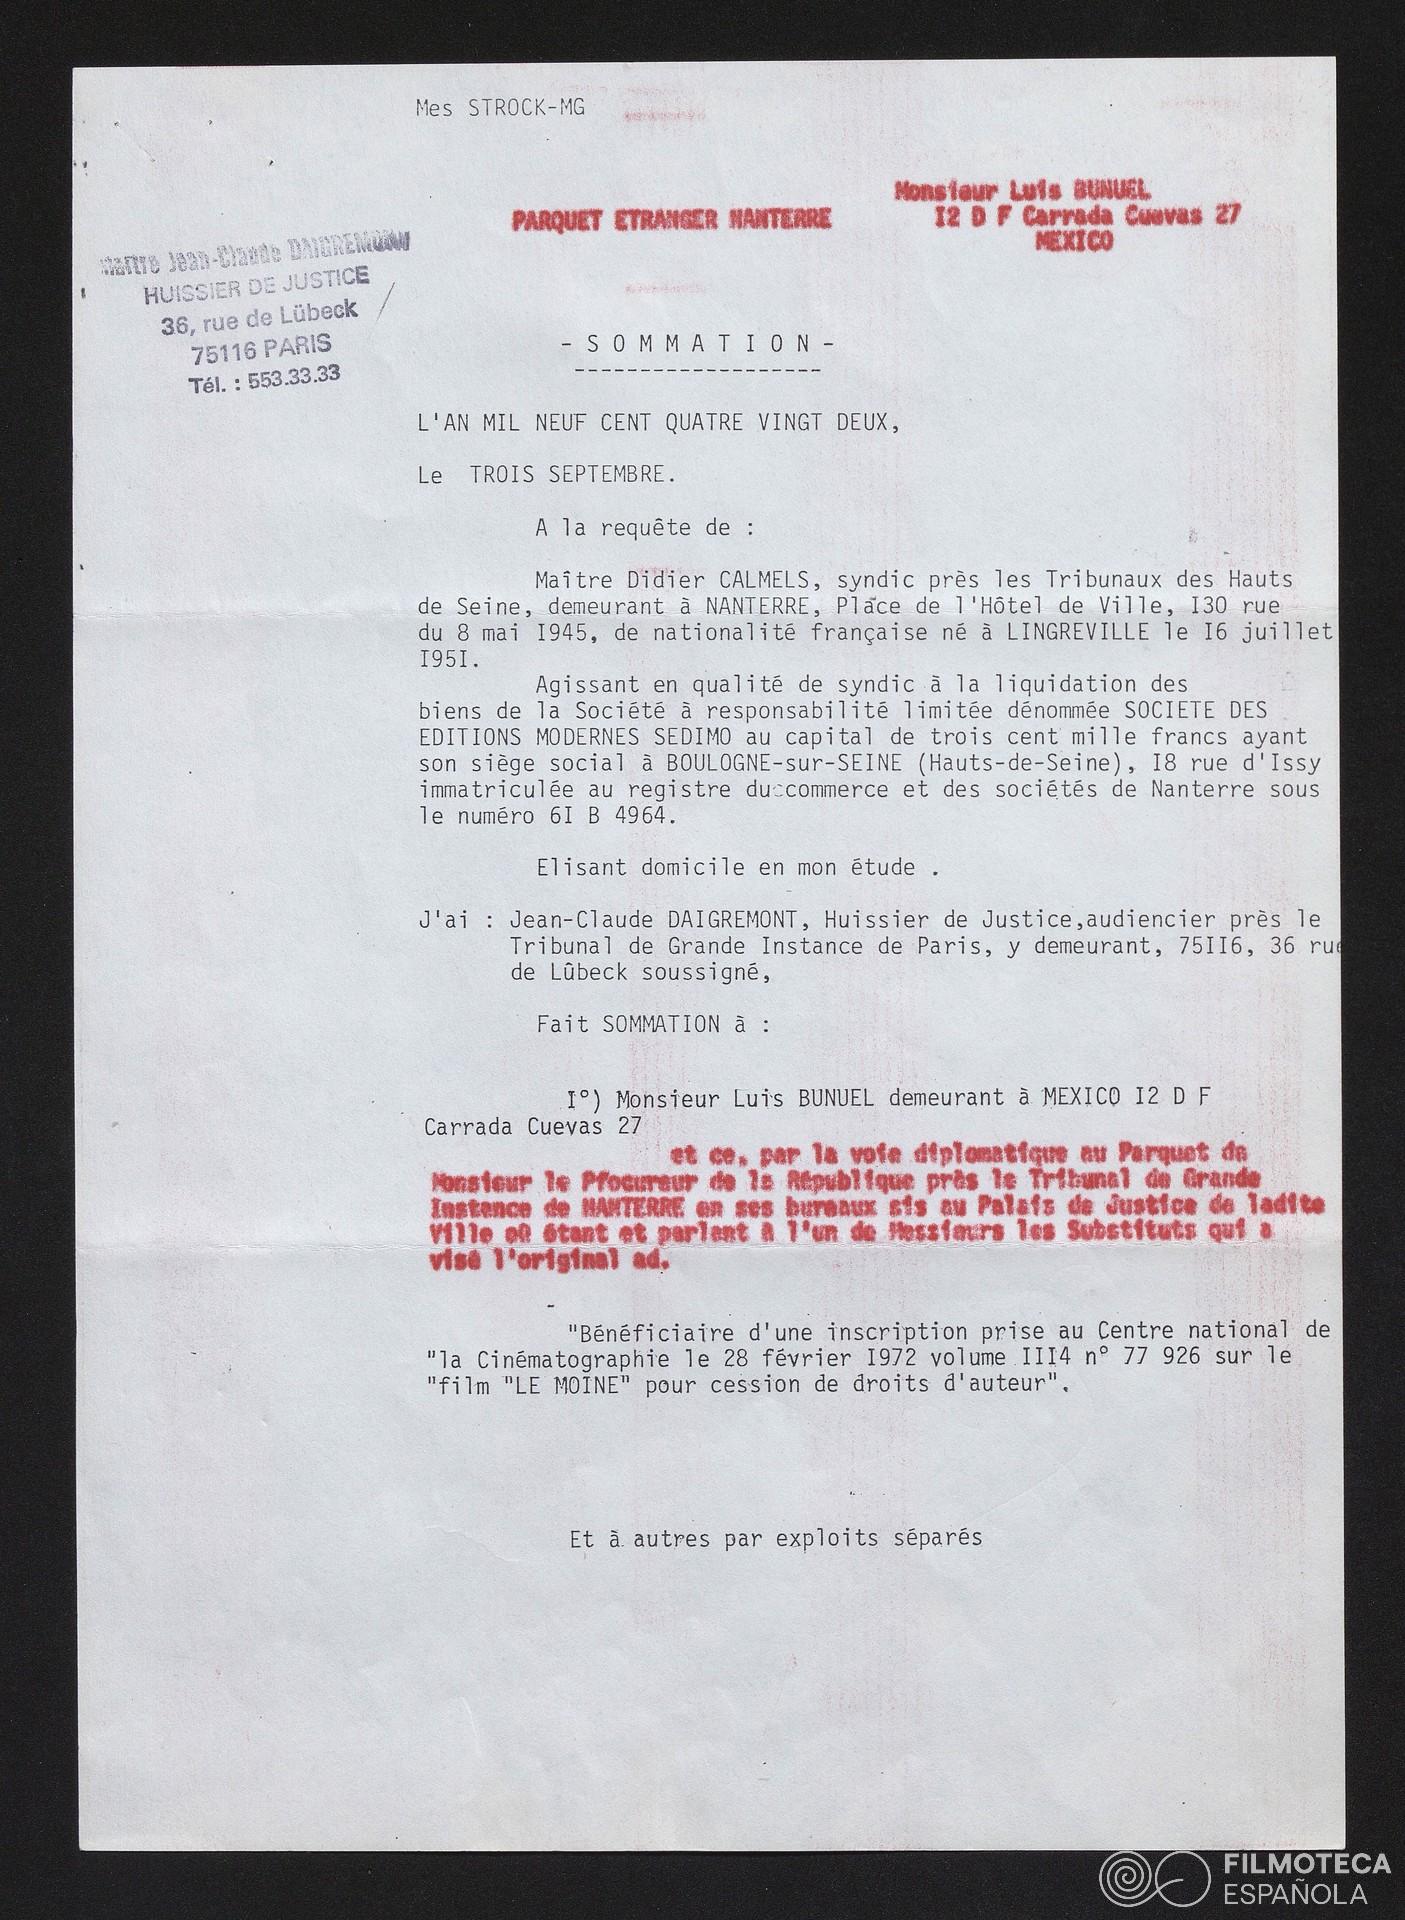 Mes STROCK-MG
Monsieur Luis BUNUEL
PARQUET ETRANGER NANTERRE
I2 D F Carrada Cuevas 27
MEXICO
Maître Jean-Claude DAIGREMONT
HUISSIER DE JUSTICE
36, rue de Lübeck
75116 PARIS
Tél. : 553.33.33
- S O M M A T I O N -
-------------------
L'AN MIL NEUF CENT QUATRE VINGT DEUX,
Le TROIS SEPTEMBRE.
A la requête de :
Maître Didier CALMELS, syndic près les Tribunaux des Hauts
de Seine, demeurant à NANTERRE, Place de l'Hôtel de Ville, I30 rue
du 8 mai I945, de nationalité française né à LINGREVILLE le I6 juillet
I95I.
Agissant en qualité de syndic à la liquidation des
biens de la Société à responsabilité limitée dénommée SOCIETE DES
EDITIONS MODERNES SEDIMO au capital de trois cent mille francs ayant
son siège social à BOULOGNE-sur-SEINE (Hauts-de-Seine), I8 rue d'Issy
immatriculée au registre du commerce et des sociétés de Nanterre sous
le numéro 6I B 4964.
Elisant domicile en mon étude .
J'ai : Jean-Claude DAIGREMONT, Huissier de Justice,audiencier près le
Tribunal de Grande Instance de Paris, y demeurant, 75II6, 36 rue
de Lûbeck soussigné,
Fait SOMMATION à :
I°) Monsieur Luis BUNUEL demeurant à MEXICO I2 D F
Carrada Cuevas 27
et ce, par la voie diplomatique au Parquet de
Monsieur le Pfocureur de la République près le Tribunal de Grande
Instance de NANTERRE en ses bureaux sis au Palais de Justice de ladite
Ville où étant et parlant à l'un de Messieurs les Substituts qui a
visé l'original ad.
"Bénéficiaire d'une inscription prise au Centre national de
"la Cinématographie le 28 février I972 volume III4 n° 77 926 sur le
"film "LE MOINE" pour cession de droits d'auteur".
Et à autres par exploits séparés
FILMOTECA
ESPAÑOLA